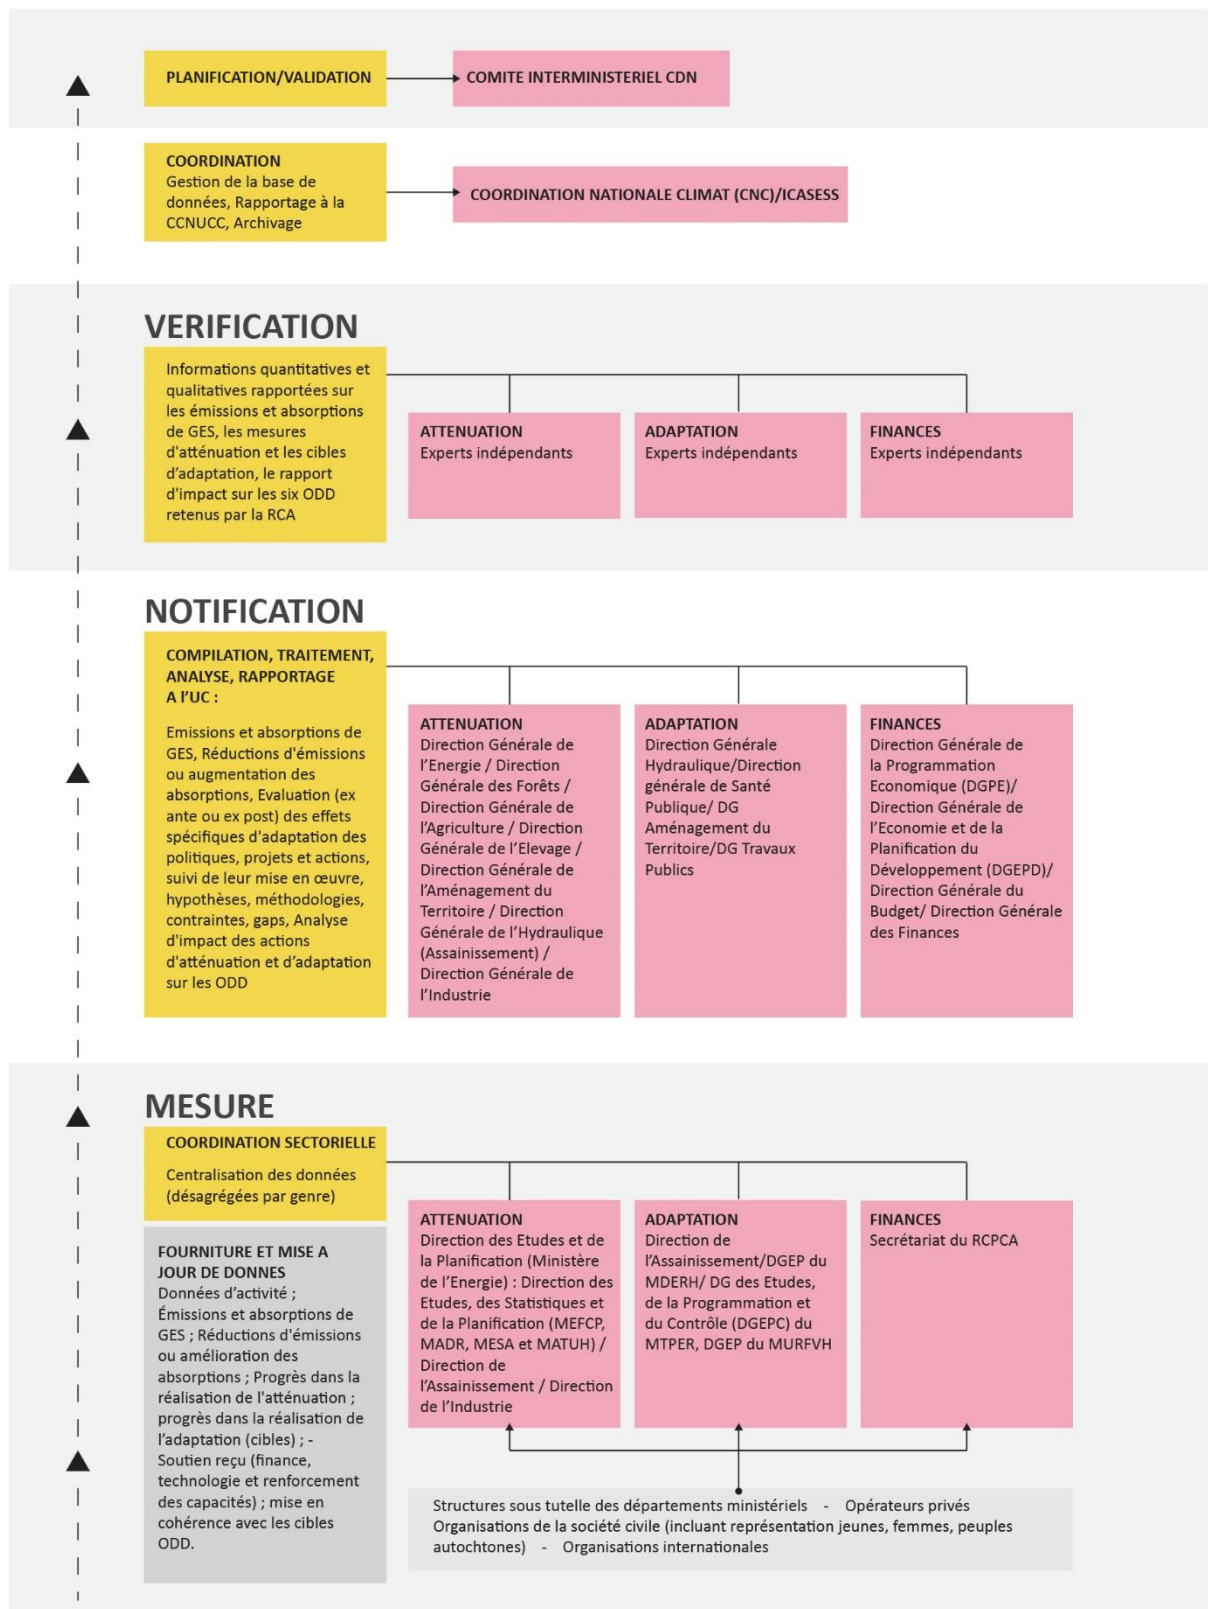 PLANIFICATION/VALIDATION
COMITE INTERMINISTERIEL CDN
COORDINATION
Gestion de la base de
données, Rapportage à la
CCNUCC, Archivage
COORDINATION NATIONALE CLIMAT (CNC)/ICASESS
VERIFICATION
Informations quantitatives et
qualitatives rapportées sur
les émissions et absorptions
de GES, les mesures
d'atténuation et les cibles
d’adaptation, le rapport
d'impact sur les six ODD
retenus par la RCA
ATTENUATION
Experts indépendants
ADAPTATION
Experts indépendants
FINANCES
Experts indépendants
NOTIFICATION
COMPILATION, TRAITEMENT,
ANALYSE, RAPPORTAGE
A l’UC :
Emissions et absorptions de
GES, Réductions d'émissions
ou augmentation des
absorptions, Evaluation (ex
ante ou ex post) des effets
spécifiques d'adaptation des
politiques, projets et actions,
suivi de leur mise en œuvre,
hypothèses, méthodologies,
contraintes, gaps, Analyse
d'impact des actions
d'atténuation et d’adaptation
sur les ODD
ATTENUATION
Direction Générale de
l’Energie / Direction
Générale des Forêts /
Direction Générale de
l’Agriculture / Direction
Générale de l’Elevage /
Direction Générale de
l’Aménagement du
Territoire / Direction
Générale de l’Hydraulique
(Assainissement) /
Direction Générale de
l’Industrie
ADAPTATION
Direction Générale
Hydraulique/Direction
générale de Santé
Publique/ DG
Aménagement du
Territoire/DG Travaux
Publics
FINANCES
Direction Générale de
la Programmation
Economique (DGPE)/
Direction Générale de
l’Economie et de la
Planification du
Développement (DGEPD)/
Direction Générale du
Budget/ Direction Générale
des Finances
MESURE
COORDINATION SECTORIELLE
Centralisation des données
(désagrégées par genre)
FOURNITURE ET MISE A
JOUR DE DONNES
Données d’activité ;
Émissions et absorptions de
GES ; Réductions d'émissions
ou amélioration des
absorptions ; Progrès dans la
réalisation de l'atténuation ;
progrès dans la réalisation de
l’adaptation (cibles) ; -
Soutien reçu (finance,
technologie et renforcement
des capacités) ; mise en
cohérence avec les cibles
ODD.
ATTENUATION
Direction des Etudes et de
la Planification (Ministère
de l’Energie) : Direction des
Etudes, des Statistiques et
de la Planification (MEFCP,
MADR, MESA et MATUH) /
Direction de
l’Assainissement / Direction
de l’Industrie
ADAPTATION
Direction de
l’Assainissement/DGEP du
MDERH/ DG des Etudes,
de la Programmation et
du Contrôle (DGEPC) du
MTPER, DGEP du MURFVH
FINANCES
Secrétariat du RCPCA
Structures sous tutelle des départements ministériels - Opérateurs privés
Organisations de la société civile (incluant représentation jeunes, femmes, peuples
autochtones) - Organisations internationales